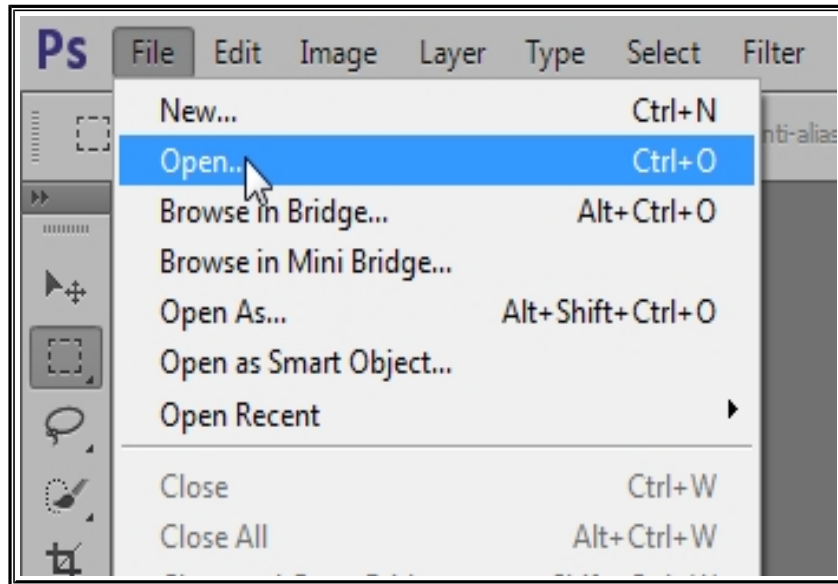 Ps File Edit Image Layer Type Select Filter
New... Ctrl+N
nti-alias
Open... Ctrl+O
Browse in Bridge... Alt+Ctrl+O
Browse in Mini Bridge...
Open As... Alt+Shift+Ctrl+O
Open as Smart Object...
Open Recent
Close Ctrl+W
Close All Alt+Ctrl+W